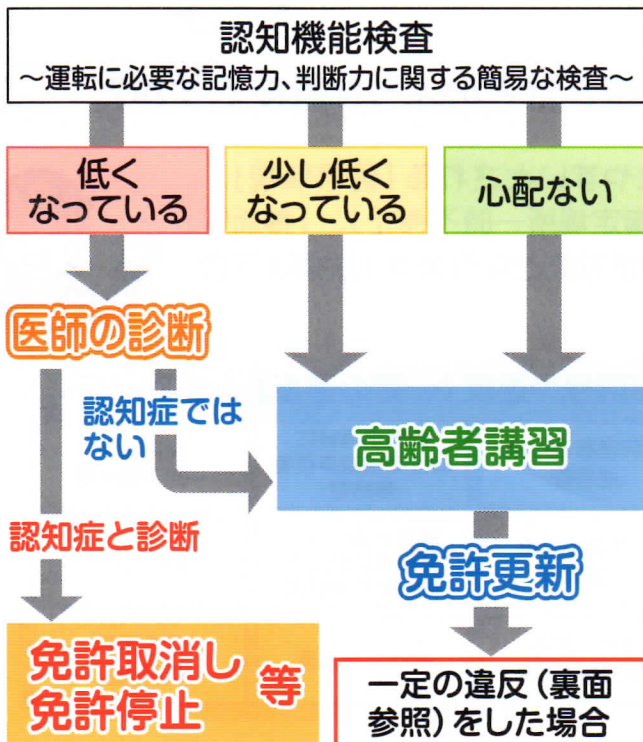 認知機能検査
～運転に必要な記憶力、判断力に関する簡易な検査～
低く
なっている
少し低く
なっている
心配ない
医師の診断
認知症では
ない
高齢者講習
認知症と診断
免許更新
免許取消し
免許停止
等
一定の違反（裏面
参照）をした場合